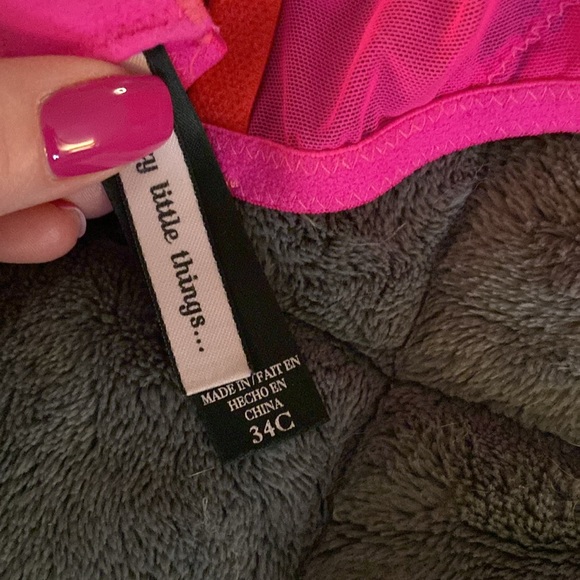 little things...
MADE IN/FAIT EN
HECHO EN
CHINA
34C